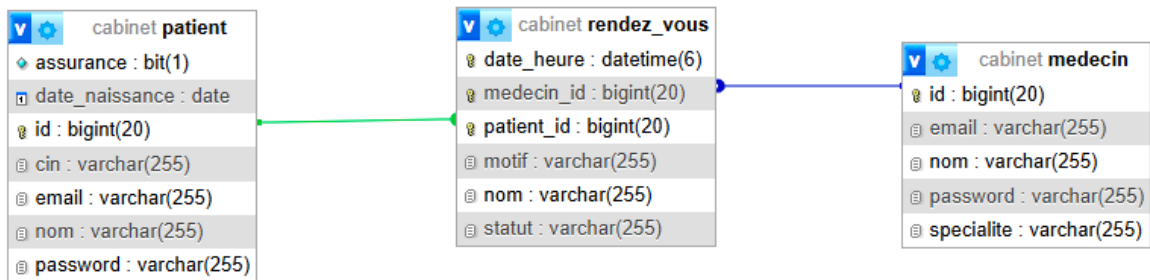 v cabinet patient
assurance : bit(1)
date_naissance : date
id : bigint(20)
cin : varchar(255)
email : varchar(255)
nom : varchar(255)
password : varchar(255)
v cabinet rendez_vous
date_heure : datetime(6)
medecin_id : bigint(20)
patient_id : bigint(20)
motif : varchar(255)
nom : varchar(255)
statut : varchar(255)
v cabinet medecin
id : bigint(20)
email : varchar(255)
nom : varchar(255)
password : varchar(255)
specialite : varchar(255)